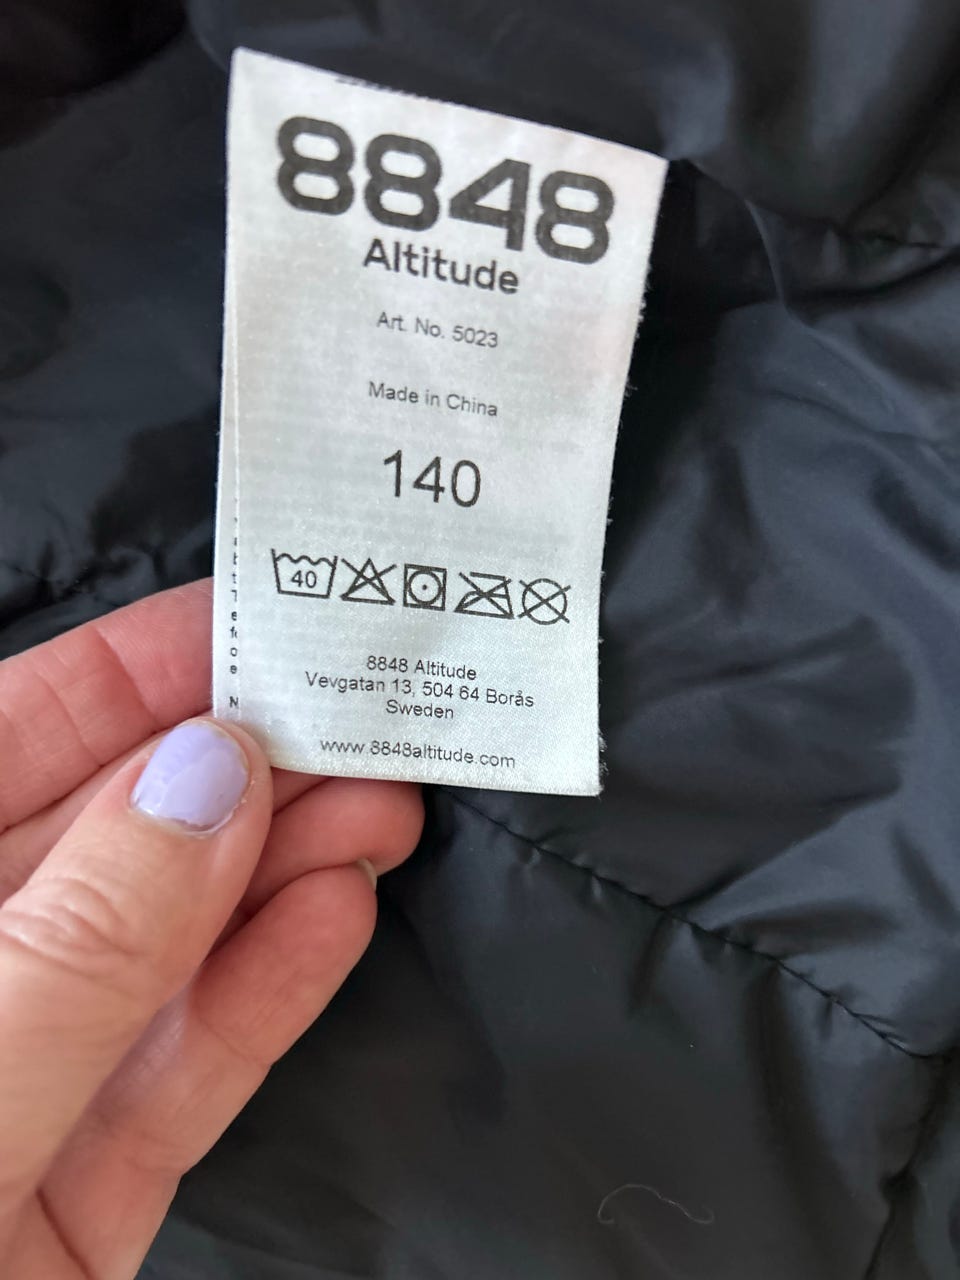 8848
Altitude
Art. No. 5023
Made in China
140
40
8848 Altitude
Vevgatan 13, 504 64 Borås
Sweden
www.8848altitude.com